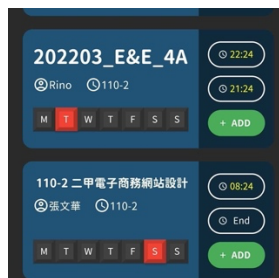 202203_E&E_4A
22:24
Rino 110-2
21:24
M T W T F S S
+ ADD
110-2 二甲電子商務網站設計
08:24
張文華 110-2
End
M T W T F S S
+ ADD